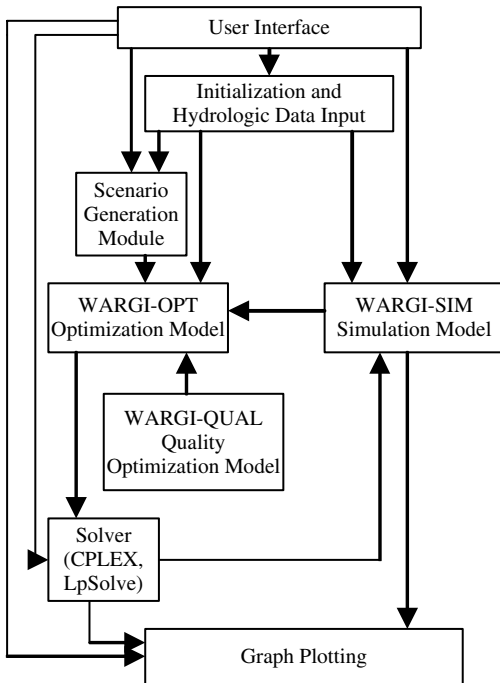 User Interface
Initialization and
Hydrologic Data Input
Scenario
Generation
Module
WARGI-OPT
Optimization Model
WARGI-SIM
Simulation Model
WARGI-QUAL
Quality
Optimization Model
Solver
(CPLEX,
LpSolve)
Graph Plotting